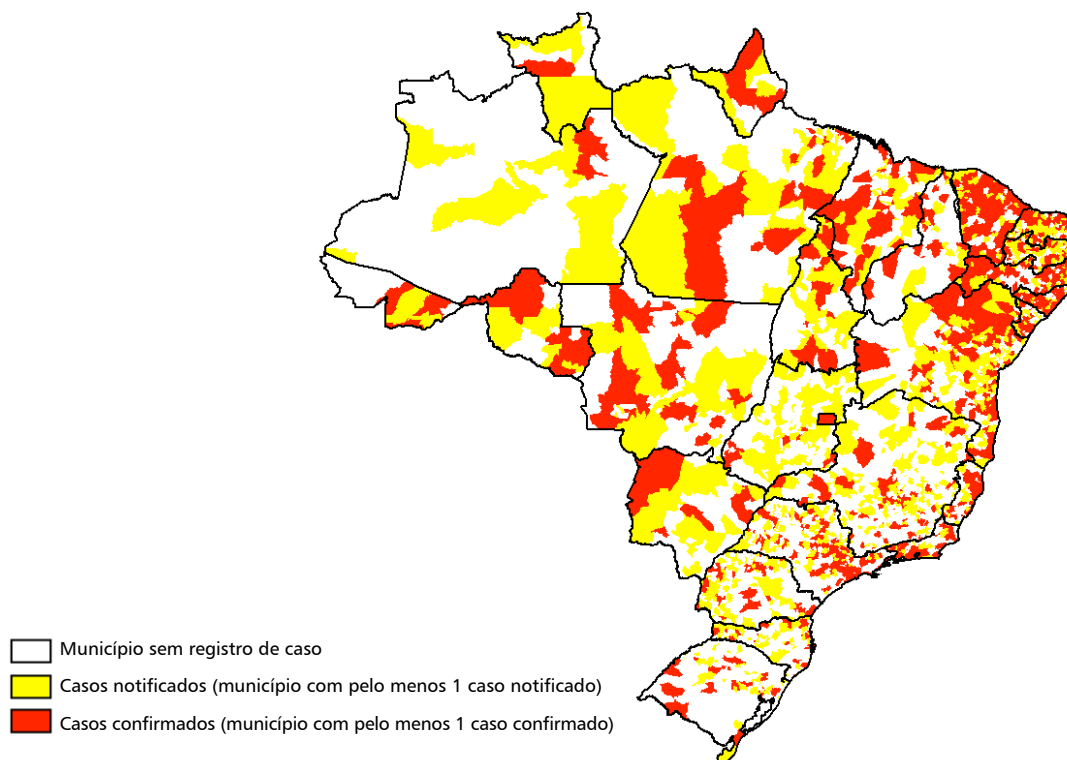 Município sem registro de caso
Casos notificados (município com pelo menos 1 caso notificado)
Casos confirmados (município com pelo menos 1 caso confirmado)